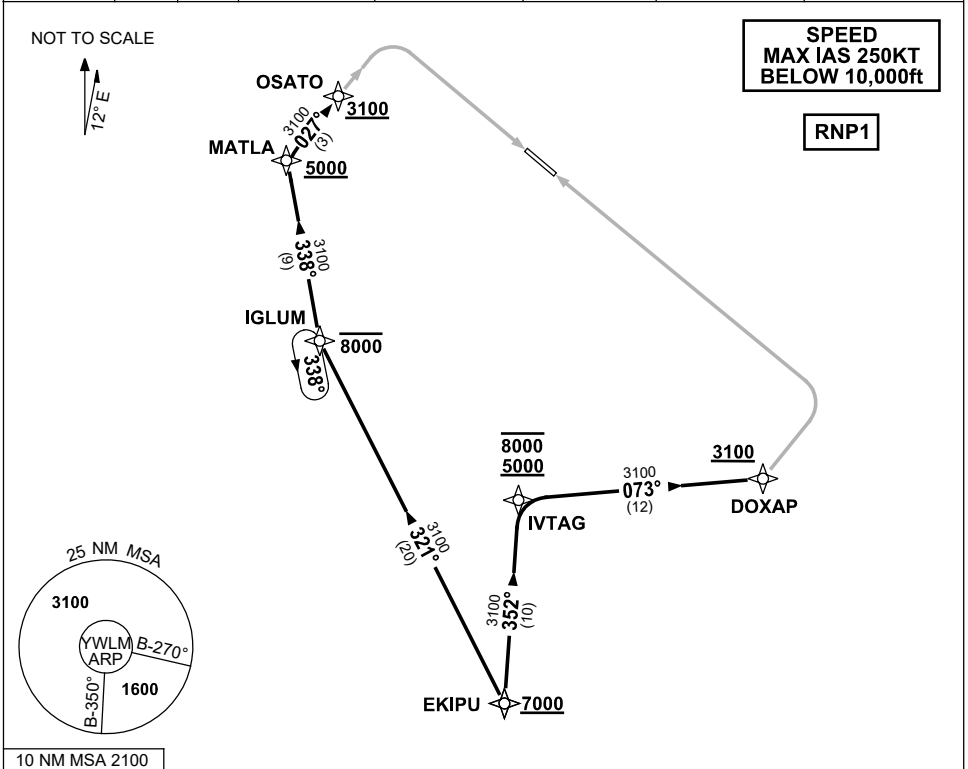 NOT TO SCALE
12° E
SPEED
MAX IAS 250KT
BELOW 10,000ft
RNP1
OSATO
3100
3100
027°
(3)
MATLA
5000
3100
338°
(9)
IGLUM
8000
338°
8000
5000
3100
3100
073°
(12)
IVTAG
DOXAP
3100
321°
(20)
3100
352°
(10)
EKIPU
7000
25 NM MSA
3100
YWLM
ARP
B-270°
B-350°
1600
10 NM MSA 2100